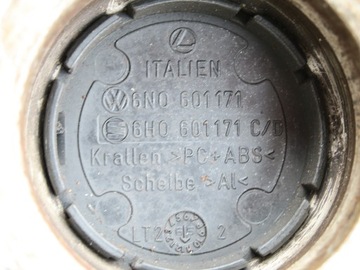 ITALIEN
6N0 601171
6H0 601171 C/D
Krallen >PC+ABS<
Scheibe >Al<
LT2 2